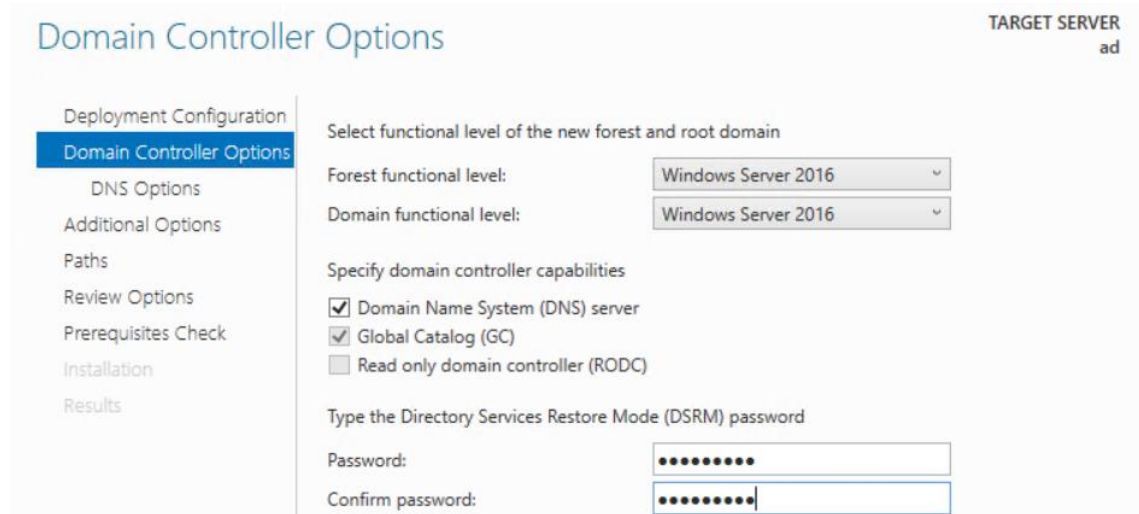 Domain Controller Options
TARGET SERVER
ad
Deployment Configuration
Domain Controller Options
DNS Options
Additional Options
Paths
Review Options
Prerequisites Check
Installation
Results
Select functional level of the new forest and root domain
Forest functional level: Windows Server 2016
Domain functional level: Windows Server 2016
Specify domain controller capabilities
Domain Name System (DNS) server
Global Catalog (GC)
Read only domain controller (RODC)
Type the Directory Services Restore Mode (DSRM) password
Password: •••••••••
Confirm password: •••••••••